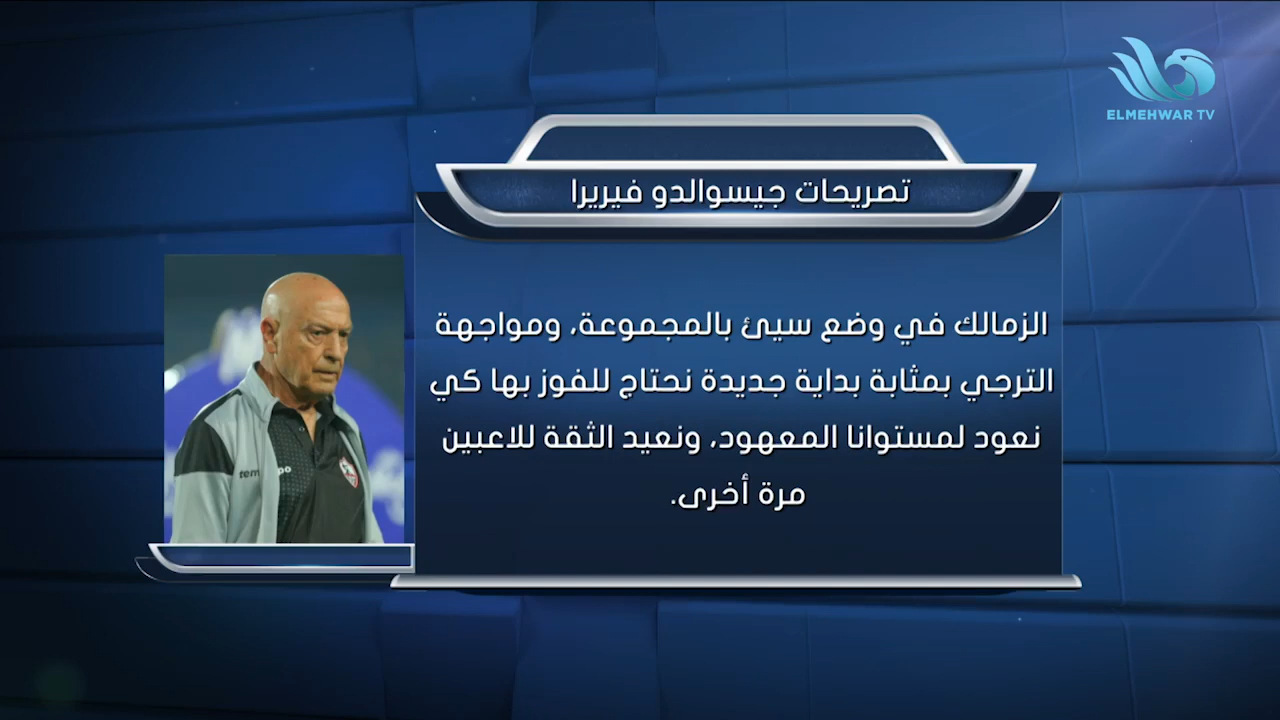 ELMEHWAR TV
تصريحات جيسوالدو فيريرا
الزمالك في وضع سيئ بالمجموعة، ومواجهة
الترجي بمثابة بداية جديدة نحتاج للفوز بها كي
نعود لمستوانا المعهود، ونعيد الثقة للاعبين
مرة أخرى.